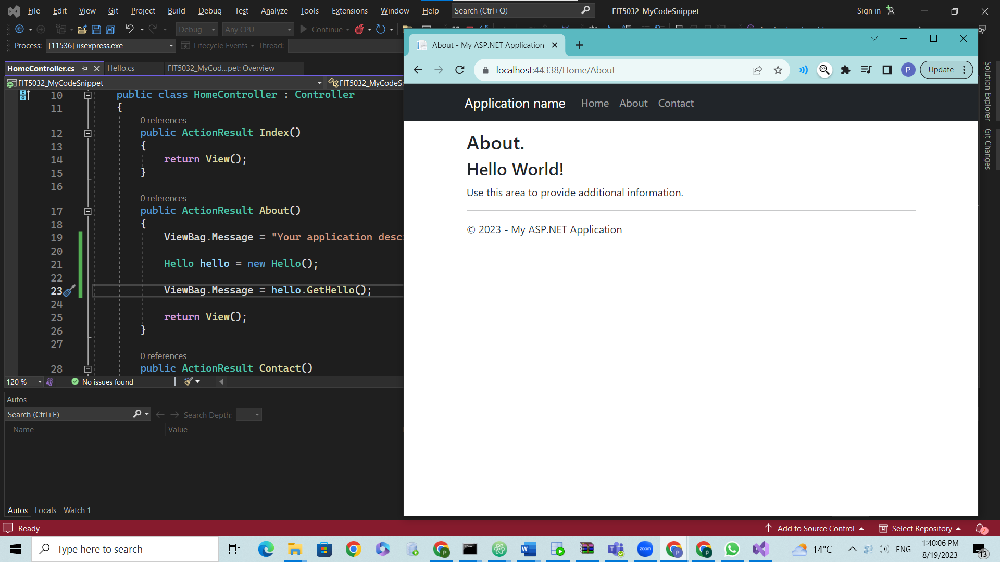 File Edit View Git Project Build Debug Test Analyze Tools Extensions Window Help Search (Ctrl+Q) FIT5032_MyCodeSnippet Sign in
Debug Any CPU Continue
Process: [11536] iisexpress.exe Lifecycle Events Thread:
HomeController.cs Hello.cs FIT5032_MyCod...pet: Overview
FIT5032_MyCodeSnippet
10 public class HomeController : Controller
11 {
0 references
12 public ActionResult Index()
13 {
14 return View();
15 }
16
0 references
17 public ActionResult About()
18 {
19 ViewBag.Message = "Your application
20
21 Hello hello = new Hello();
22
23 ViewBag.Message = hello.GetHello();
24
25 return View();
26 }
27
0 references
28 public ActionResult Contact()
120 % No issues found
Autos
Search (Ctrl+E) Search Depth:
Name Value
Autos Locals Watch 1
About - My ASP.NET Application
localhost:44338/Home/About
P Update
Application name Home About Contact
About.
Hello World!
Use this area to provide additional information.
© 2023 - My ASP.NET Application
Solution Explorer
Git Changes
Ready Add to Source Control Select Repository 2
Type here to search zoom 14°C ENG 1:40:06 PM
8/19/2023
13